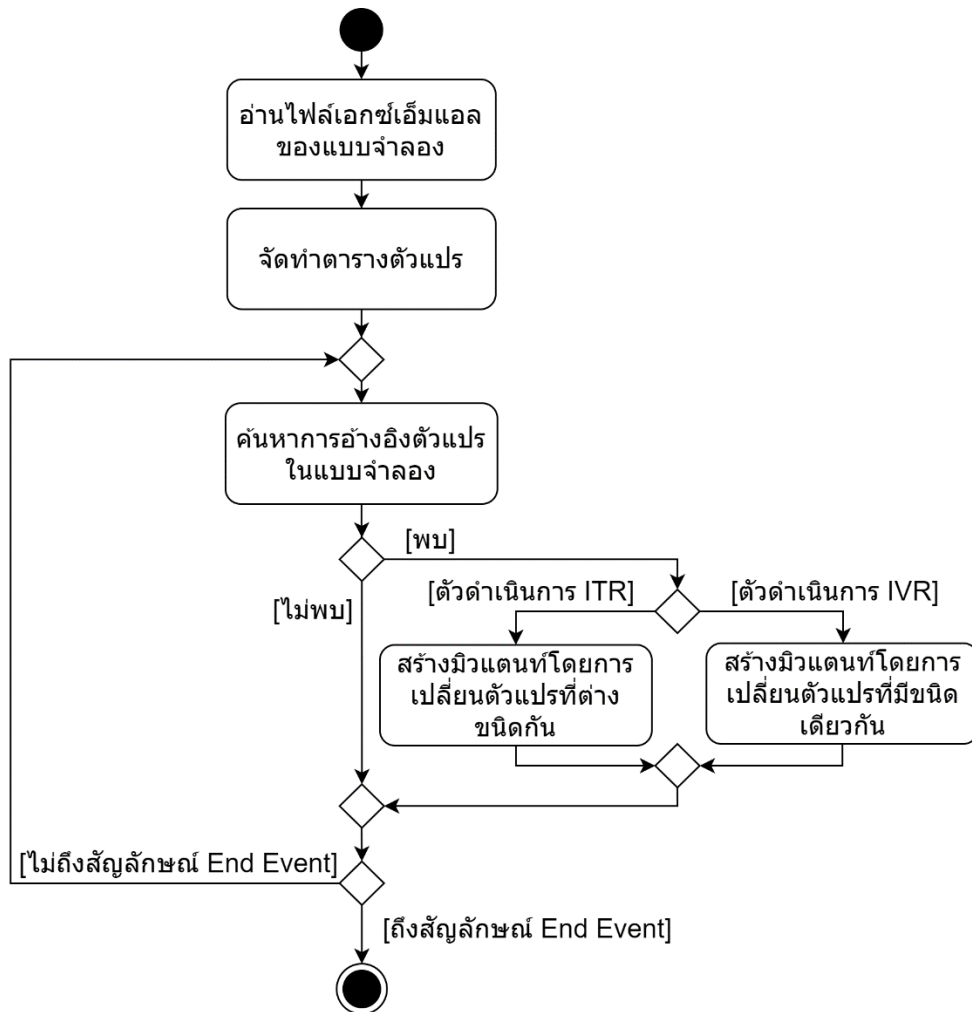 อ่านไฟล์เอกซ์เอ็มแอล
ของแบบจำลอง
จัดทำตารางตัวแปร
ค้นหาการอ้างอิงตัวแปร
ในแบบจำลอง
[พบ]
[ไม่พบ]
[ตัวดำเนินการ ITR]
[ตัวดำเนินการ IVR]
สร้างมิวแตนท์โดยการ
เปลี่ยนตัวแปรที่ต่าง
ชนิดกัน
สร้างมิวแตนท์โดยการ
เปลี่ยนตัวแปรที่มีชนิด
เดียวกัน
[ไม่ถึงสัญลักษณ์ End Event]
[ถึงสัญลักษณ์ End Event]